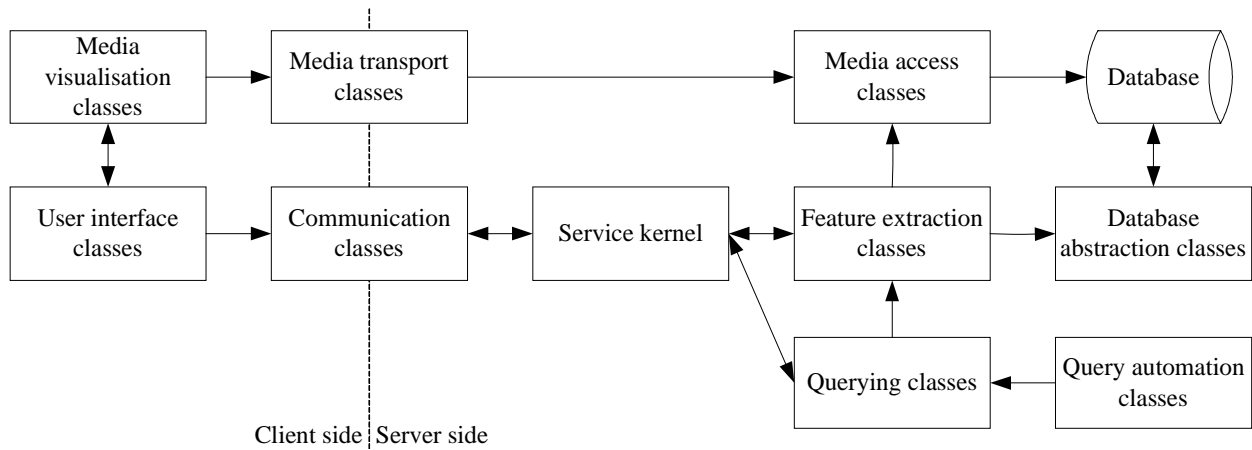 Media
visualisation
classes
Media transport
classes
Media access
classes
Database
User interface
classes
Communication
classes
Service kernel
Feature extraction
classes
Database
abstraction classes
Querying classes
Query automation
classes
Client side
Server side